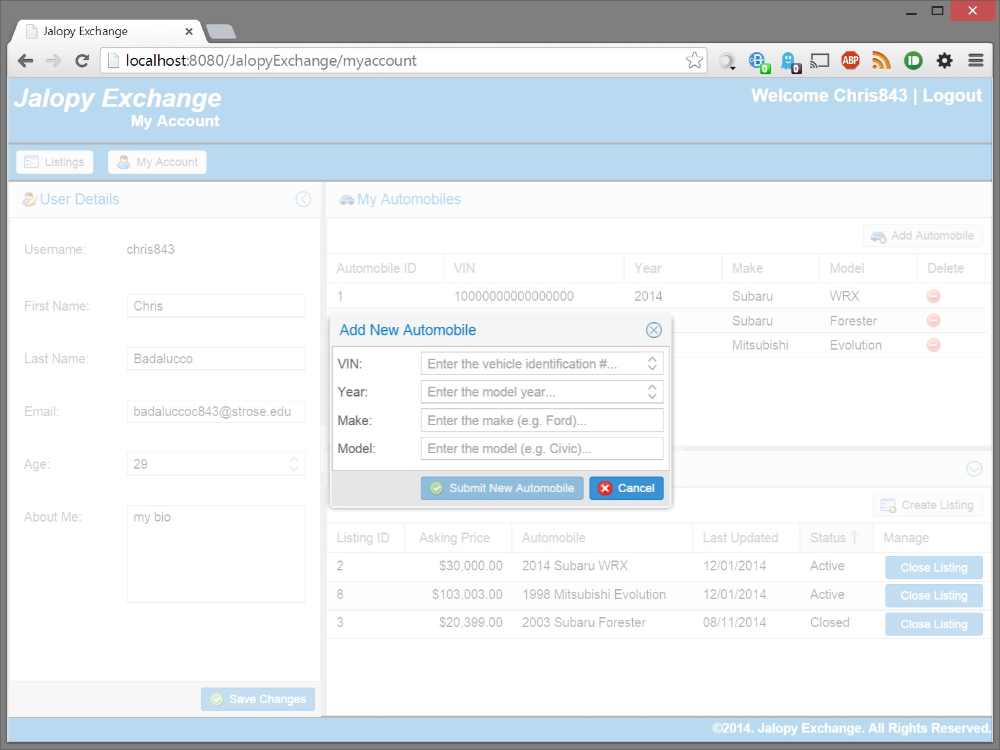 Jalopy Exchange
localhost:8080/JalopyExchange/myaccount
0
0
ABP
Jalopy Exchange
My Account
Welcome Chris843 | Logout
Listings
My Account
User Details
Username: chris843
First Name: Chris
Last Name: Badalucco
Email: badaluccoc843@strose.edu
Age: 29
About Me: my bio
Save Changes
My Automobiles
Add Automobile
Automobile ID VIN Year Make Model Delete
1 10000000000000000 2014 Subaru WRX
Subaru Forester
Mitsubishi Evolution
Add New Automobile
VIN: Enter the vehicle identification #...
Year: Enter the model year...
Make: Enter the make (e.g. Ford)...
Model: Enter the model (e.g. Civic)...
Submit New Automobile
Cancel
Create Listing
Listing ID Asking Price Automobile Last Updated Status Manage
2 $30,000.00 2014 Subaru WRX 12/01/2014 Active Close Listing
8 $103,003.00 1998 Mitsubishi Evolution 12/01/2014 Active Close Listing
3 $20,399.00 2003 Subaru Forester 08/11/2014 Closed Close Listing
©2014. Jalopy Exchange. All Rights Reserved.